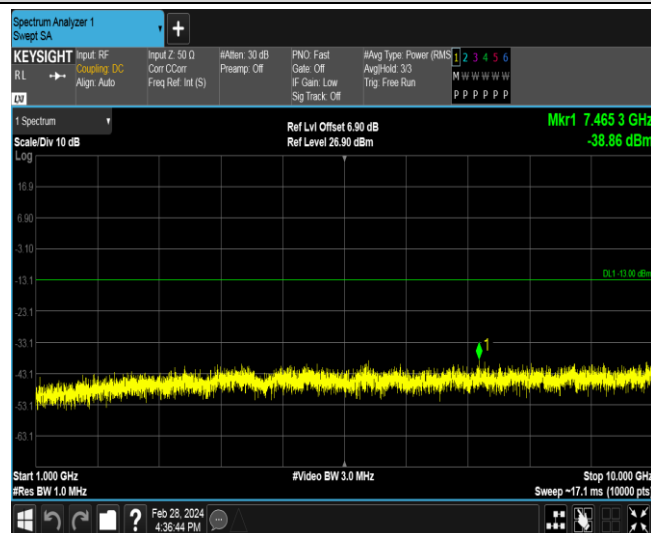 Spectrum Analyzer 1
Swept SA
+
KEYSIGHT
RL
Input: RF
Coupling: DC
Align: Auto
Input Z: 50 Ω
Corr CCorr
Freq Ref: Int (S)
#Atten: 30 dB
Preamp: Off
PNO: Fast
Gate: Off
IF Gain: Low
Sig Track: Off
#Avg Type: Power (RMS
Avg|Hold: 3/3
Trig: Free Run
1 2 3 4 5 6
M W W W W W
P P P P P P
LXI
1 Spectrum
Scale/Div 10 dB
Log
Ref Lvl Offset 6.90 dB
Ref Level 26.90 dBm
Mkr1 7.465 3 GHz
-38.86 dBm
16.9
6.90
-3.10
-13.1
DL1 -13.00 dBm
-23.1
-33.1
1
-43.1
-53.1
-63.1
Start 1.000 GHz
#Res BW 1.0 MHz
#Video BW 3.0 MHz
Stop 10.000 GHz
Sweep ~17.1 ms (10000 pts)
?
Feb 28, 2024
4:36:44 PM